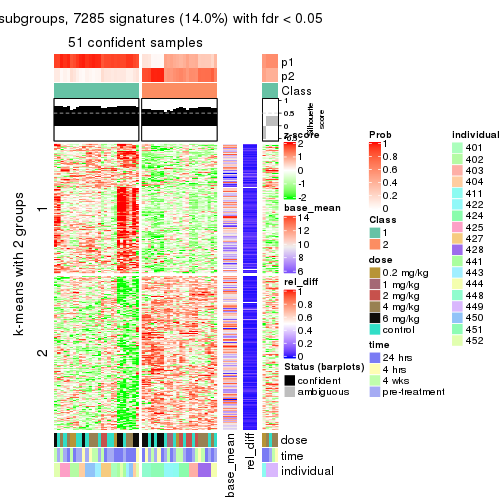 subgroups, 7285 signatures (14.0%) with fdr < 0.05
51 confident samples
p1
p2
Class
1
0.5
0
Silhouette
score
k-means with 2 groups
1
2
base_mean
rel_diff
dose
time
individual
z-score
2
1
0
-1
-2
base_mean
14
12
10
8
6
rel_diff
1
0.8
0.6
0.4
0.2
0
Status (barplots)
confident
ambiguous
Prob
1
0.8
0.6
0.4
0.2
0
Class
1
2
dose
0.2 mg/kg
1 mg/kg
2 mg/kg
4 mg/kg
6 mg/kg
control
time
24 hrs
4 hrs
4 wks
pre-treatment
individual
401
402
403
404
411
422
424
425
427
428
441
443
444
448
449
450
451
452